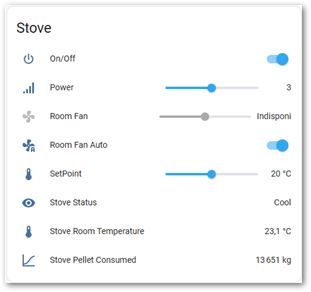 Stove
On/Off
Power 3
Room Fan Indisponi
Room Fan Auto
SetPoint 20 °C
Stove Status Cool
Stove Room Temperature 23,1 °C
Stove Pellet Consumed 13 651 kg